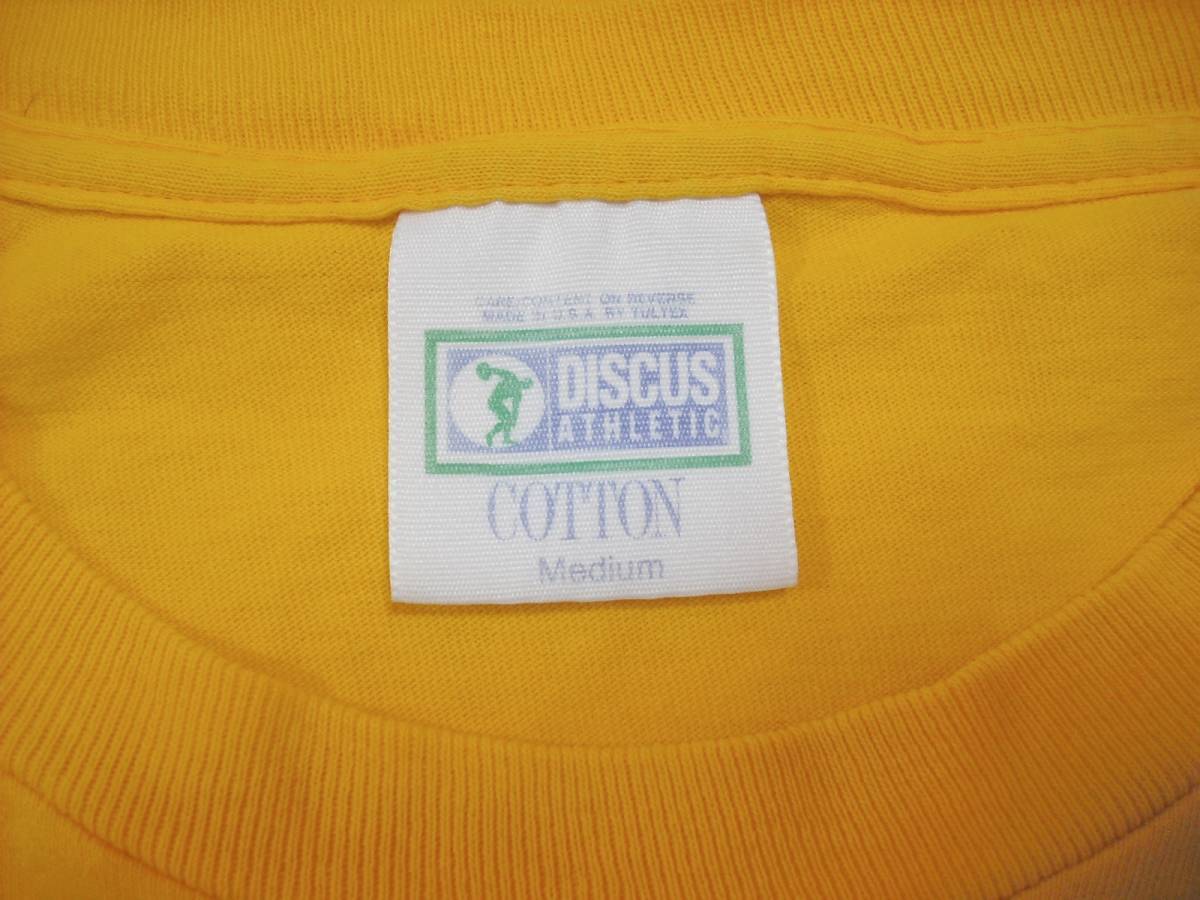 CARE/CONTENT ON REVERSE
MADE IN U.S.A. BY TULTEX
DISCUS
ATHLETIC
COTTON
Medium